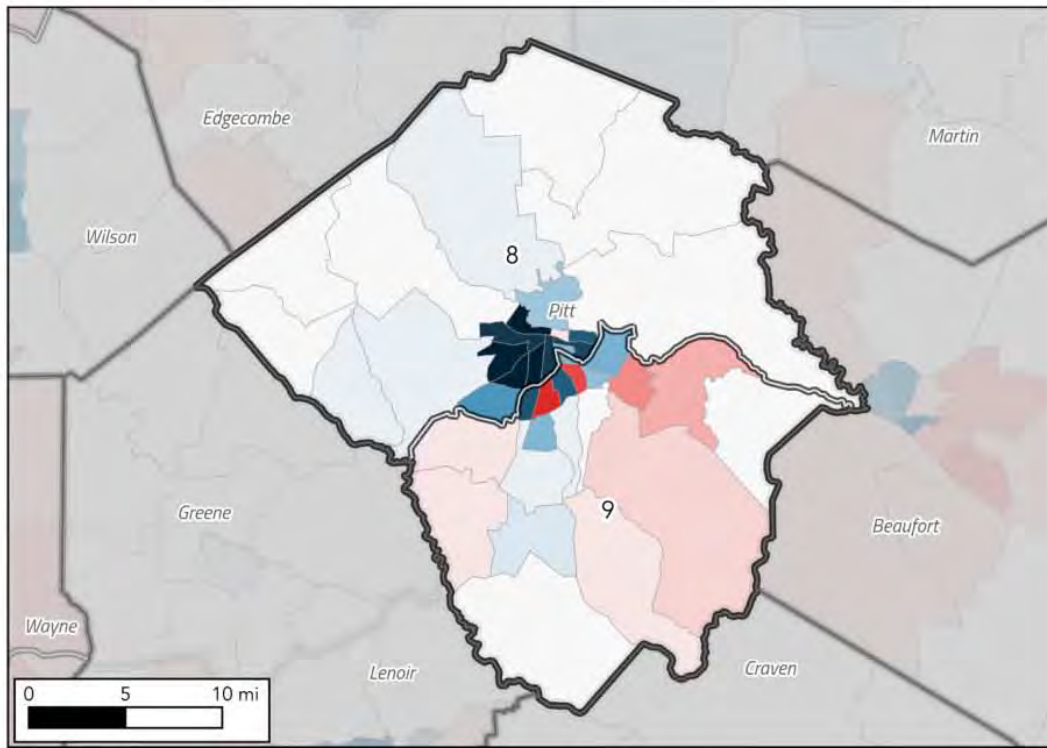 Edgecombe
Martin
Wilson
8
Pitt
Greene
9
Beaufort
Wayne
Lenoir
Craven
0 5 10 mi